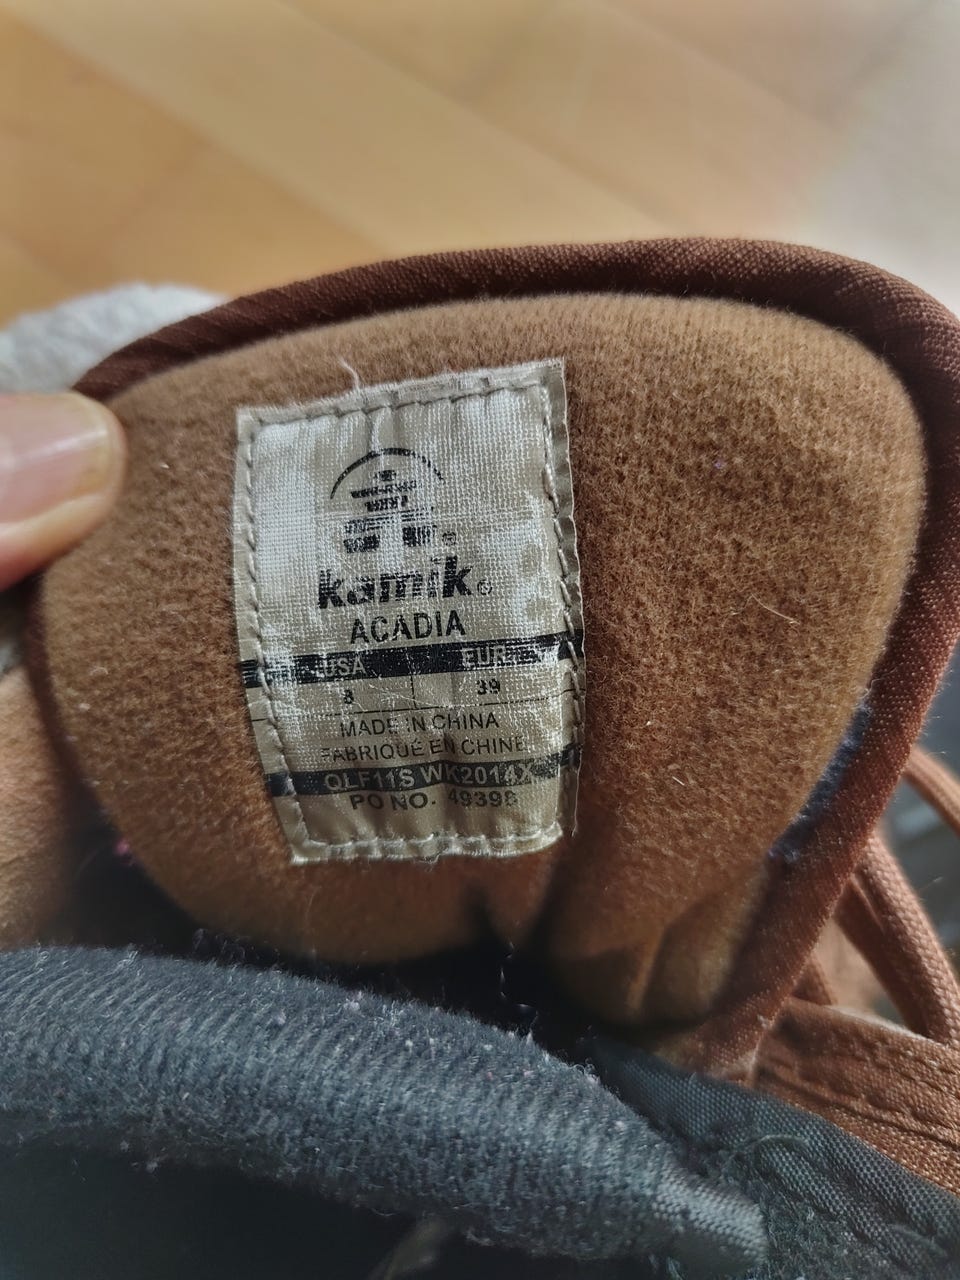 kamik®
ACADIA
USA EUR
8 39
MADE IN CHINA
FABRIQUÉ EN CHINE
QLF11S WK2014X
PO NO. 49398